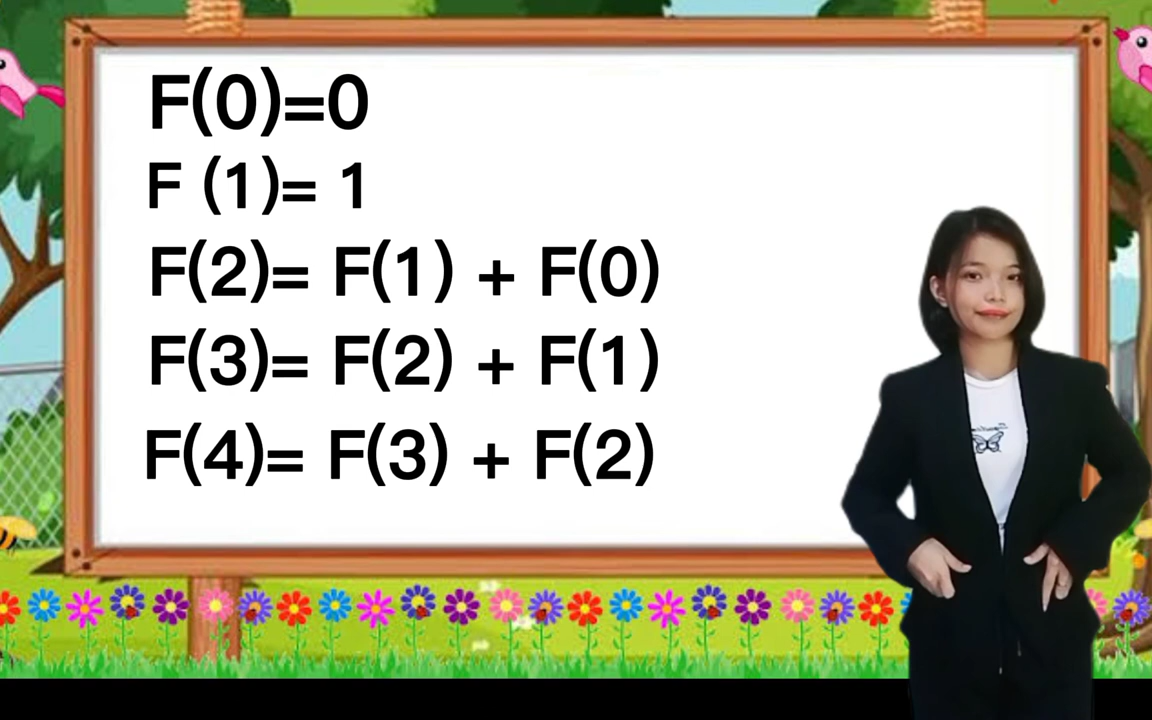 F(0)=0
F (1)= 1
F(2)= F(1) + F(0)
F(3)= F(2) + F(1)
F(4)= F(3) + F(2)